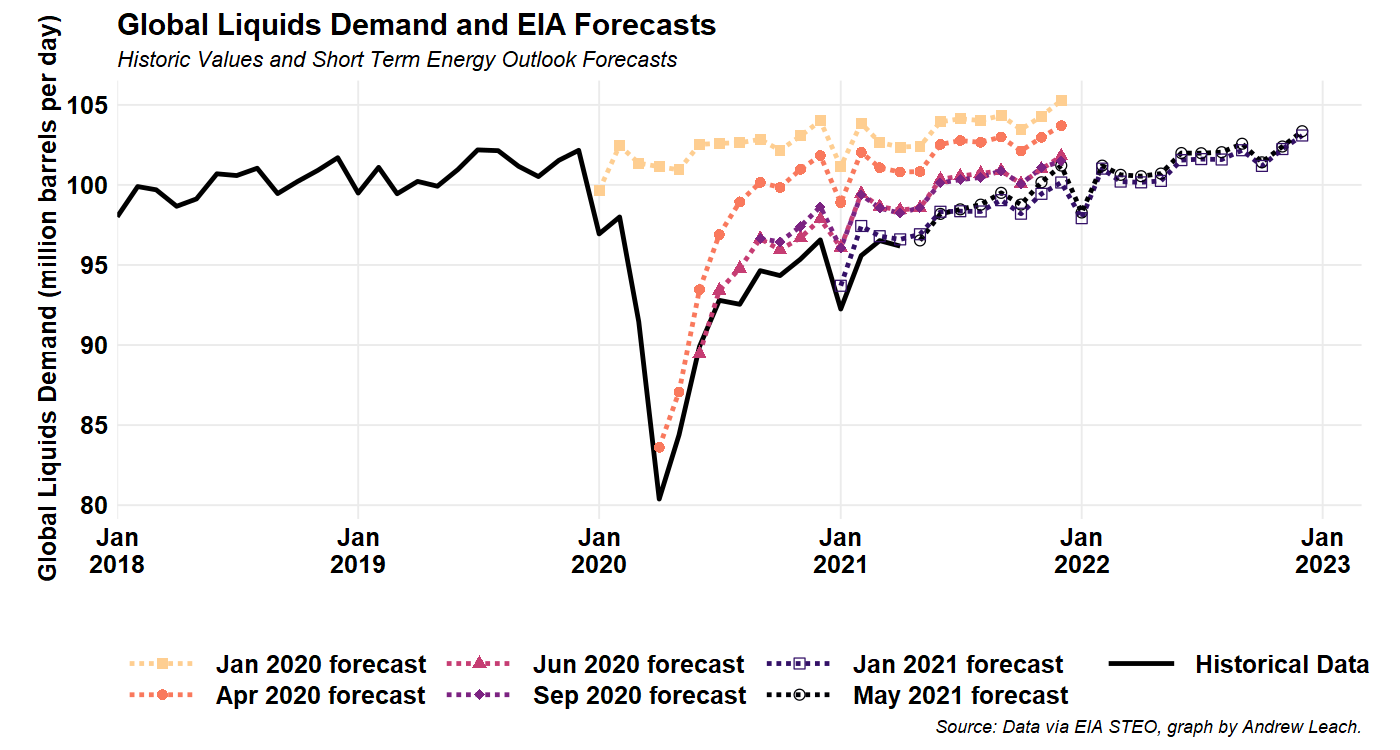 Global Liquids Demand and EIA Forecasts
Historic Values and Short Term Energy Outlook Forecasts
Global Liquids Demand (million barrels per day)
105
100
95
90
85
80
Jan 2018
Jan 2019
Jan 2020
Jan 2021
Jan 2022
Jan 2023
Jan 2020 forecast
Apr 2020 forecast
Jun 2020 forecast
Sep 2020 forecast
Jan 2021 forecast
May 2021 forecast
Historical Data
Source: Data via EIA STEO, graph by Andrew Leach.